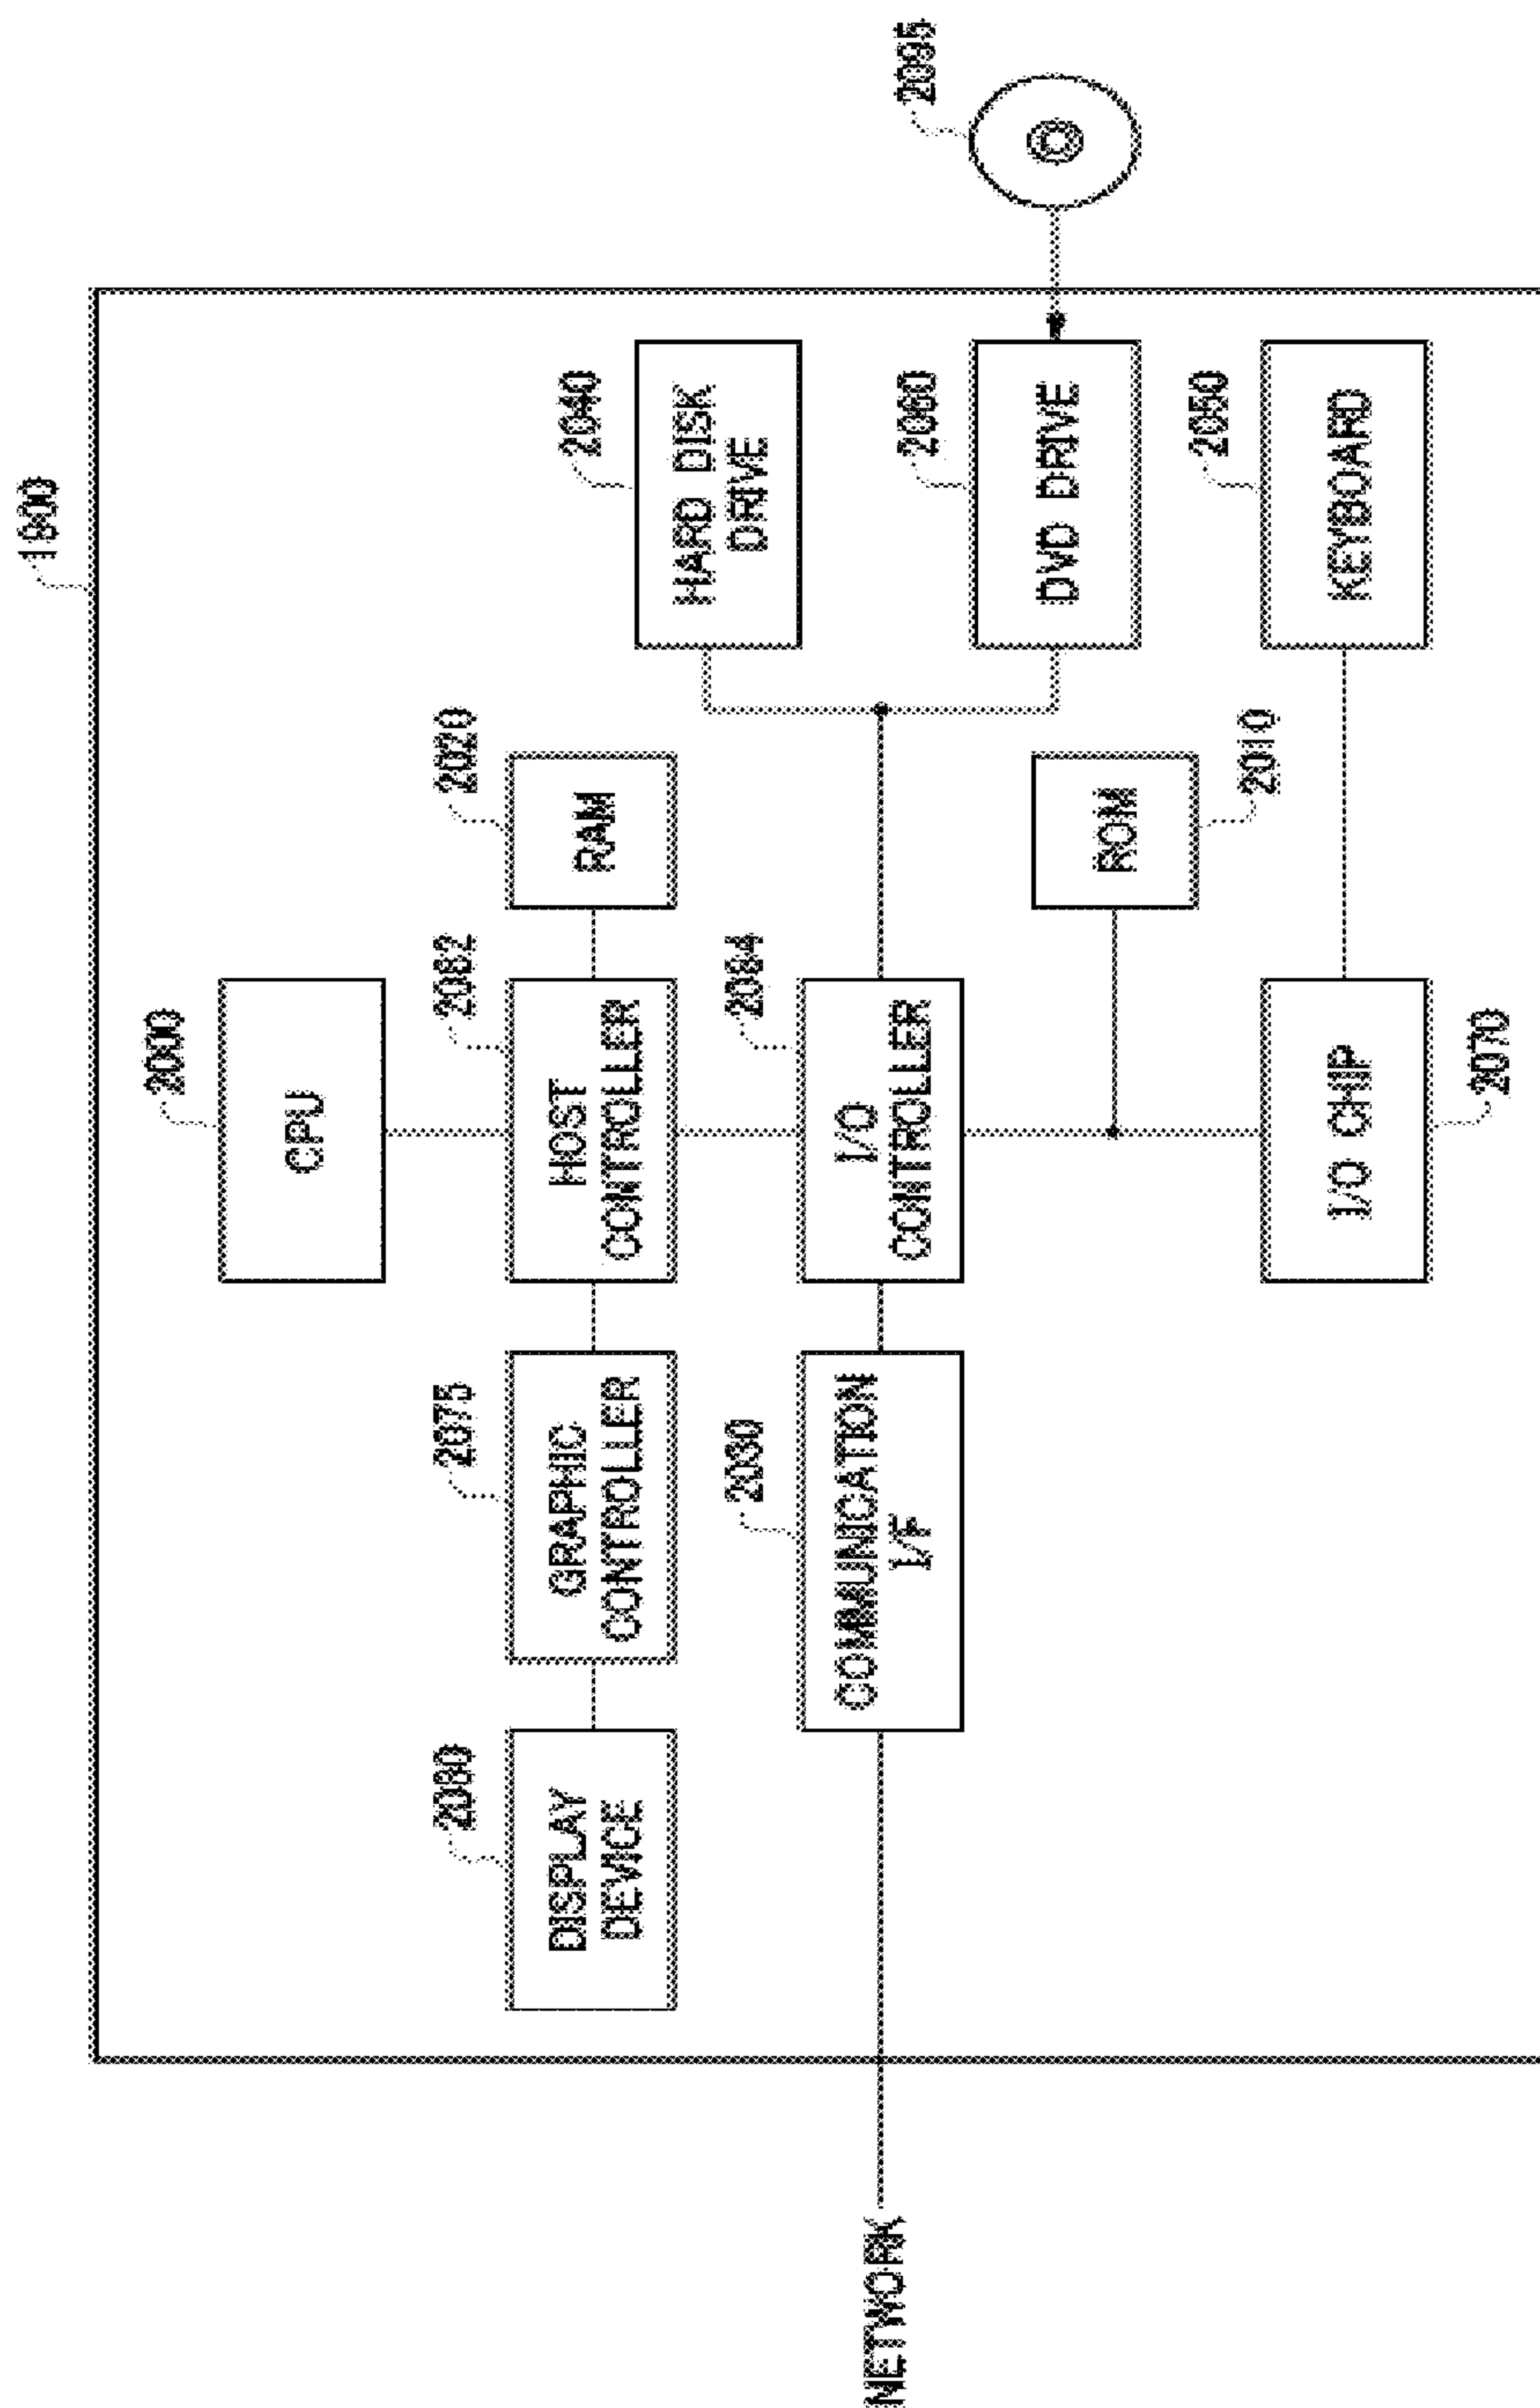 1900
2000
CPU
2080
DISPLAY
DEVICE
2075
GRAPHIC
CONTROLLER
2082
HOST
CONTROLLER
2020
RAM
2040
HARD DISK
DRIVE
2030
COMMUNICATION
I/F
2084
I/O
CONTROLLER
NETWORK
2060
DVD DRIVE
2095
ROM
2010
2050
KEYBOARD
I/O CHIP
2070